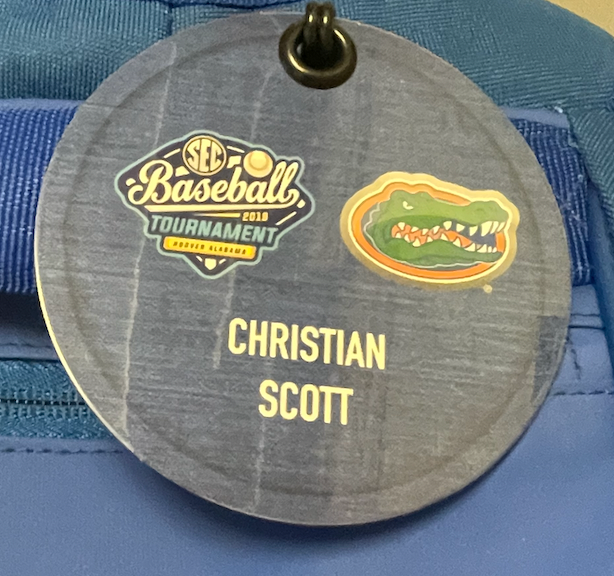 SEC
Baseball
2019
TOURNAMENT
HOOVER ALABAMA
CHRISTIAN
SCOTT